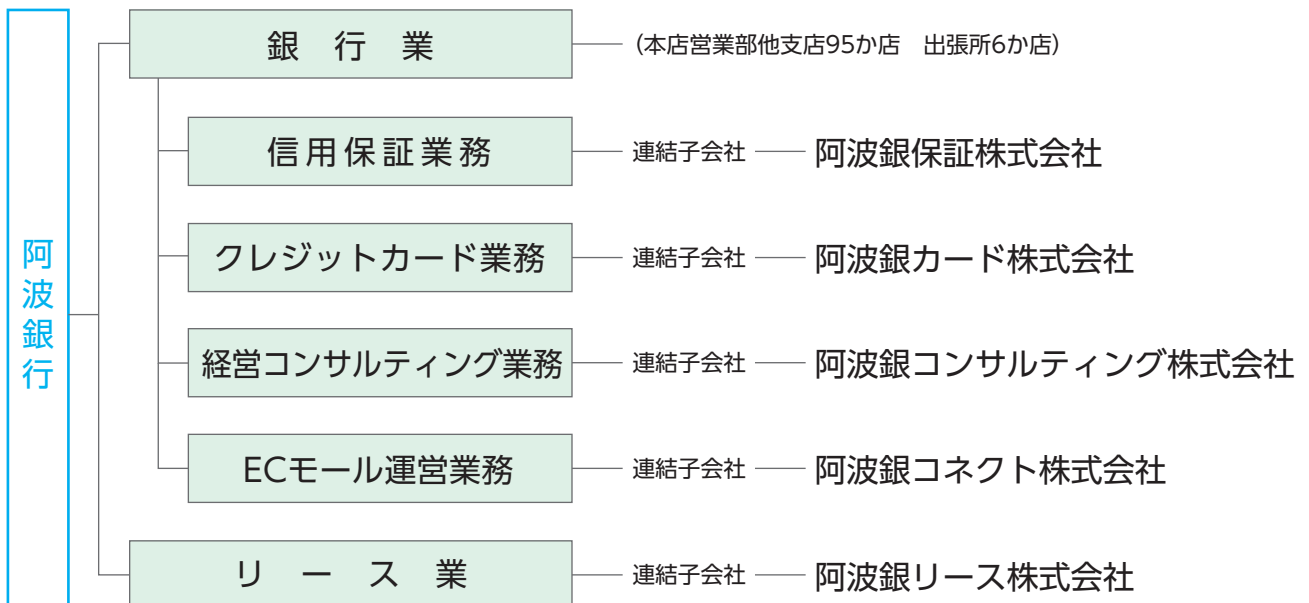 阿波銀行
銀行業 (本店営業部他支店95か店 出張所6か店)
信用保証業務 連結子会社 阿波銀保証株式会社
クレジットカード業務 連結子会社 阿波銀カード株式会社
経営コンサルティング業務 連結子会社 阿波銀コンサルティング株式会社
ECモール運営業務 連結子会社 阿波銀コネクト株式会社
リース業 連結子会社 阿波銀リース株式会社